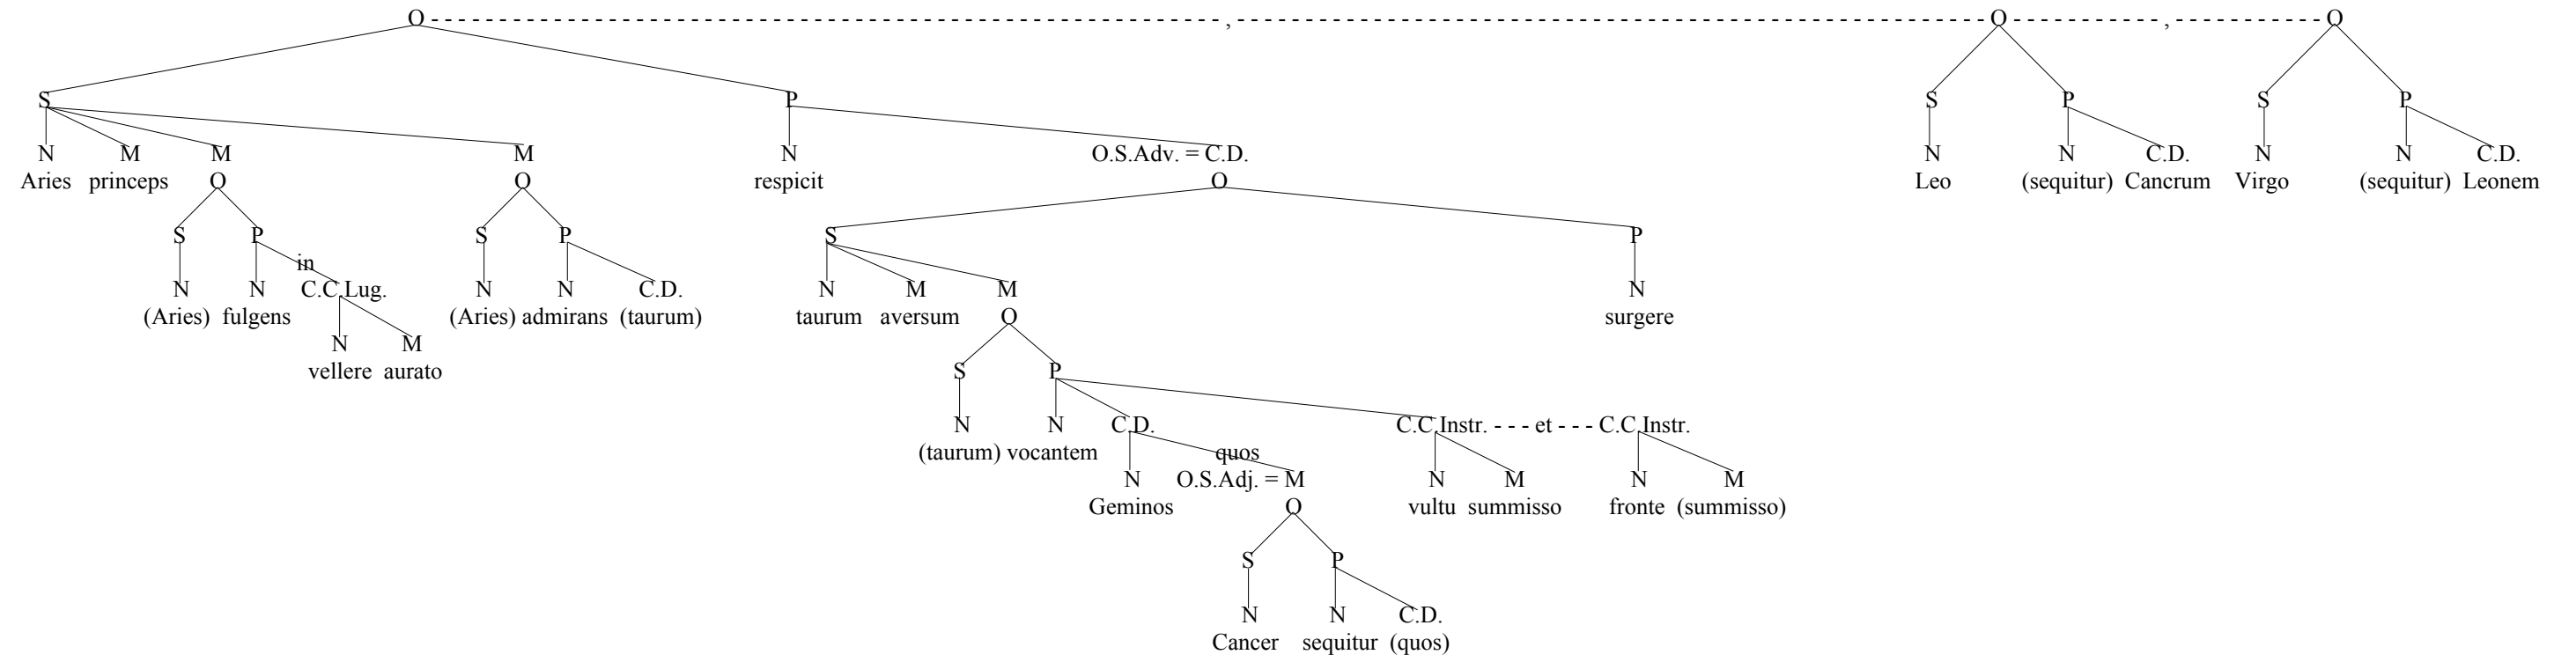 O - - - - - - - - - - - - - - - - - - - - , - - - - - - - - - - - - - - - - - - - - O - - - - - - - - - - , - - - - - - - - - - O
S P S P S P
N M M M N O.S.Adv. = C.D. N N C.D. N N C.D.
Aries princeps O O respicit O Leo (sequitur) Cancrum Virgo (sequitur) Leonem
S P S P S P
in
N N C.C.Lug. N N C.D. N M M N
(Aries) fulgens (Aries) admirans (taurum) taurum aversum O surgere
N M
vellere aurato S P
N N C.D. C.C.Instr. - - - et - - - C.C.Instr.
(taurum) vocantem quos
N O.S.Adj. = M N M N M
Geminos O vultu summisso fronte (summisso)
S P
N N C.D.
Cancer sequitur (quos)